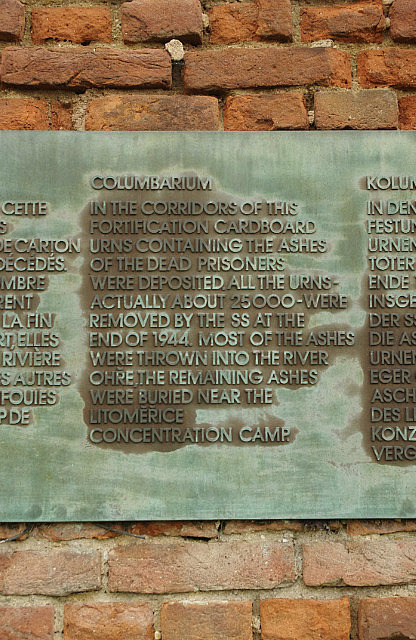 CETTE
DE CARTON
DÉCÉDÉS.
LA FIN
RIVIÈRE
AUTRES
COLUMBARIUM
IN THE CORRIDORS OF THIS
FORTIFICATION CARDBOARD
URNS CONTAINING THE ASHES
OF THE DEAD PRISONERS
WERE DEPOSITED. ALL THE URNS-
ACTUALLY ABOUT 25000-WERE
REMOVED BY THE SS AT THE
END OF 1944. MOST OF THE ASHES
WERE THROWN INTO THE RIVER
OHŘE. THE REMAINING ASHES
WERE BURIED NEAR THE
LITOMĚŘICE
CONCENTRATION CAMP.
KOLUM
IN DEN
FESTUN
URNEN
TOTER
ENDE
INSGE
DER SS
DIE AS
URNE
EGER
ASCH
DES LI
KONZ
VERG